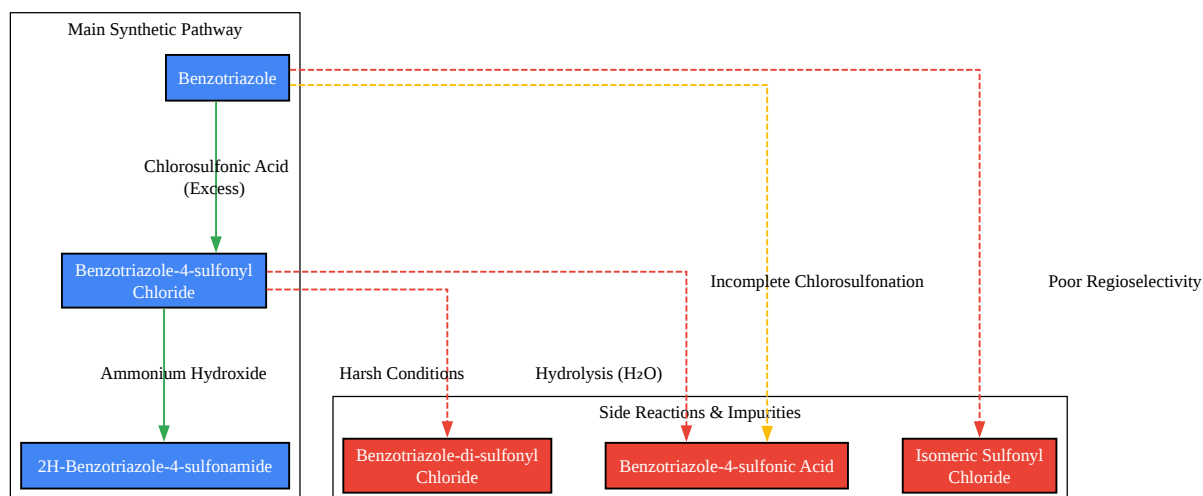 Main Synthetic Pathway
Benzotriazole
Chlorosulfonic Acid
(Excess)
Benzotriazole-4-sulfonyl
Chloride
Incomplete Chlorosulfonation
Poor Regioselectivity
Ammonium Hydroxide
Harsh Conditions
Hydrolysis (H₂O)
Side Reactions & Impurities
2H-Benzotriazole-4-sulfonamide
Benzotriazole-di-sulfonyl
Chloride
Benzotriazole-4-sulfonic Acid
Isomeric Sulfonyl
Chloride